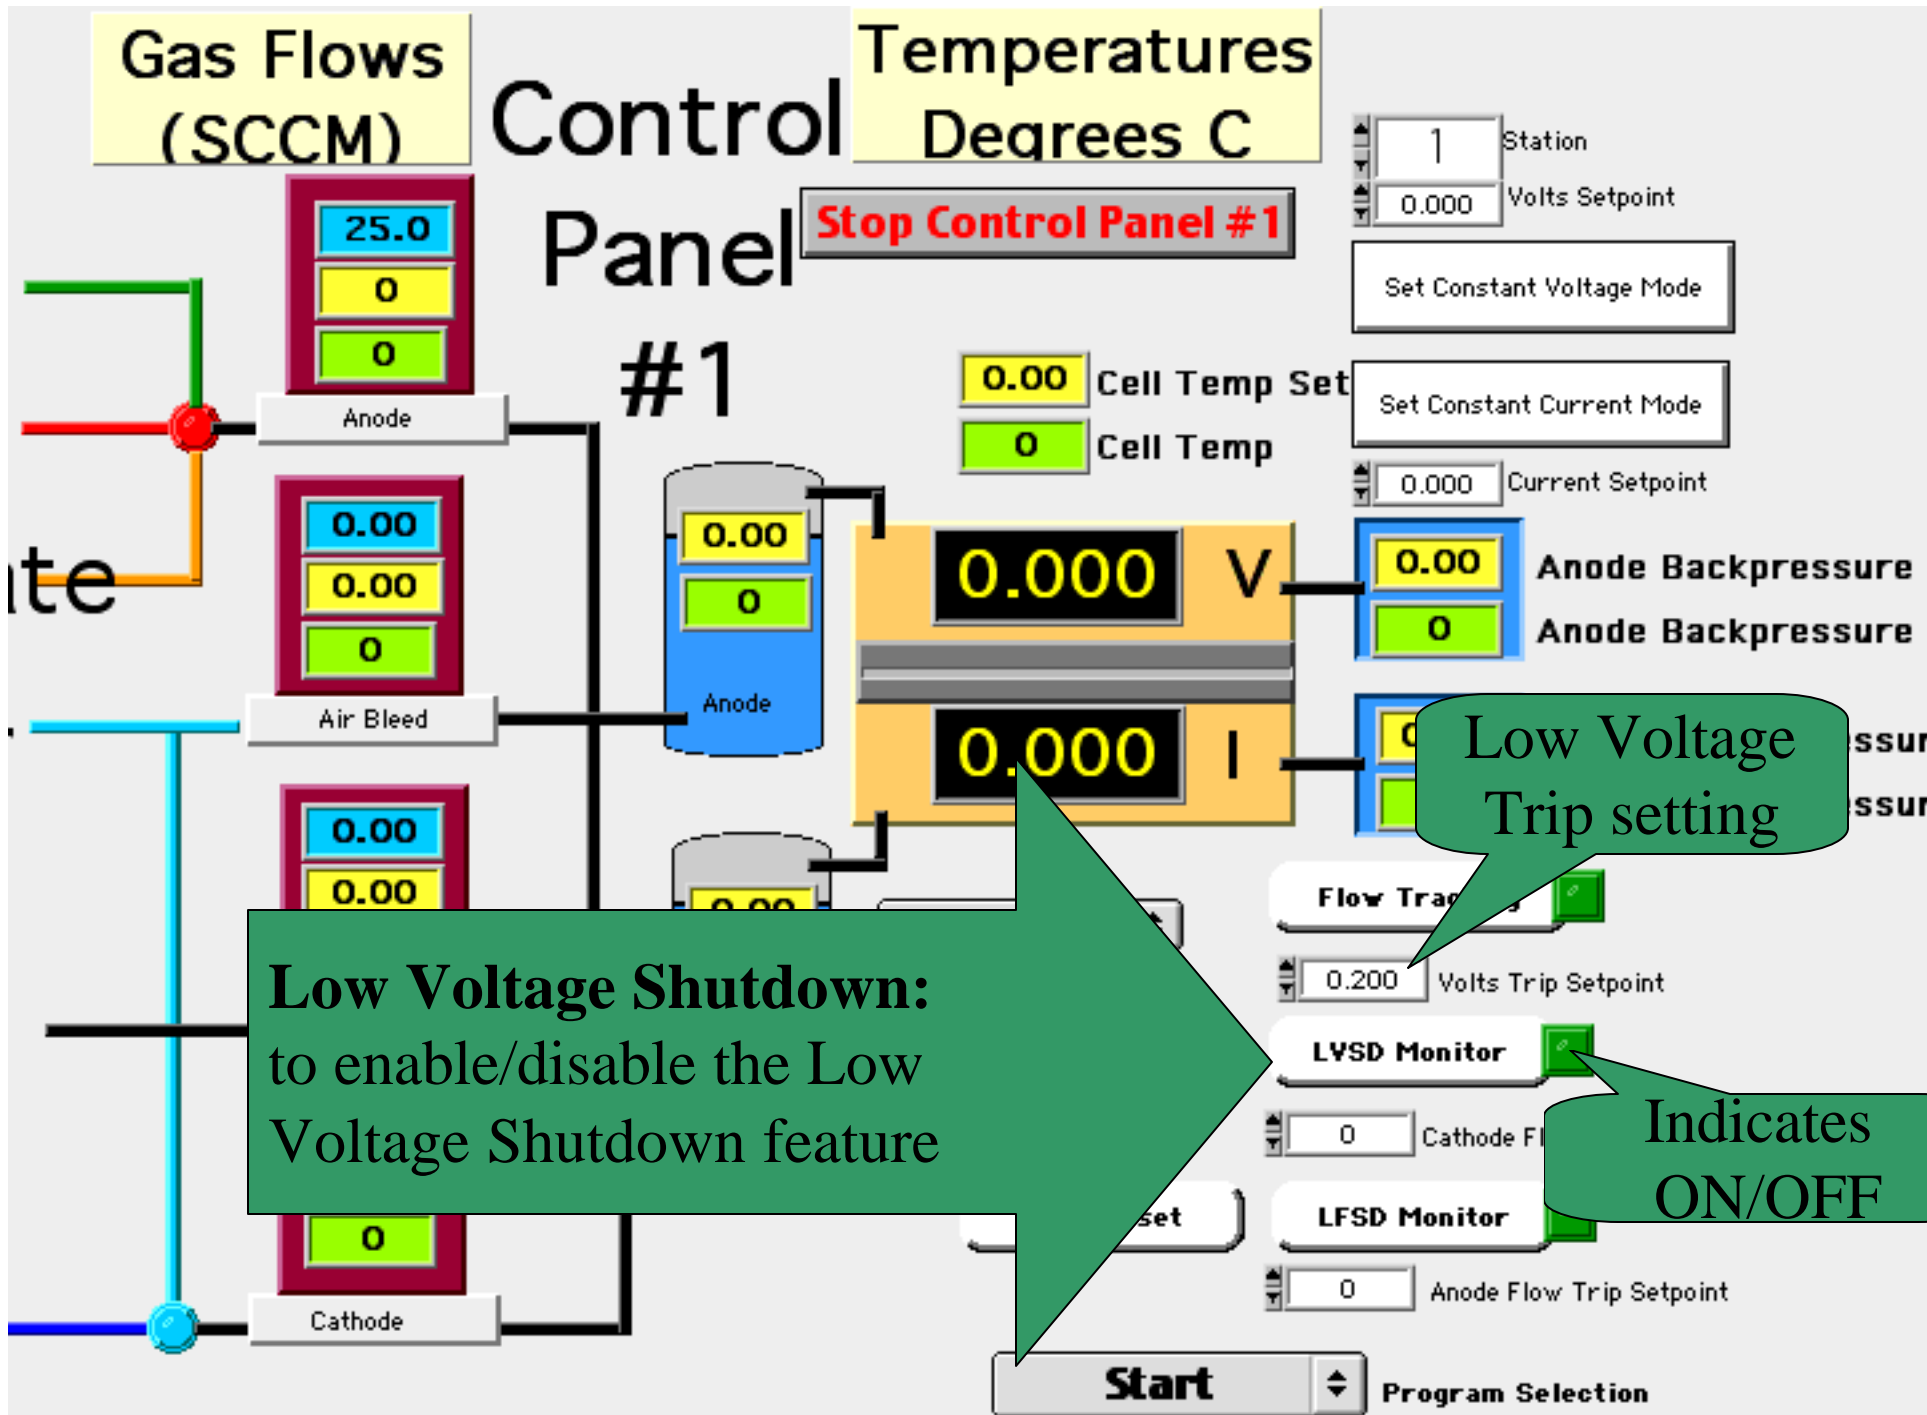 Gas Flows
(SCCM)
Control
Panel
#1
Temperatures
Degrees C
Stop Control Panel #1
1 Station
0.000 Volts Setpoint
Set Constant Voltage Mode
Set Constant Current Mode
0.000 Current Setpoint
25.0
0
0
Anode
0.00 Cell Temp Set
0 Cell Temp
0.00
0.00
0
Air Bleed
0.00
0
Anode
0.000 V
0.000 I
0.00 Anode Backpressure
0 Anode Backpressure
Low Voltage
Trip setting
0.00
0.00
0
Cathode
0.00
Low Voltage Shutdown:
to enable/disable the Low
Voltage Shutdown feature
Flow
0.200 Volts Trip Setpoint
LVSD Monitor
0 Cathode
Indicates
ON/OFF
LFSD Monitor
0 Anode Flow Trip Setpoint
Start Program Selection